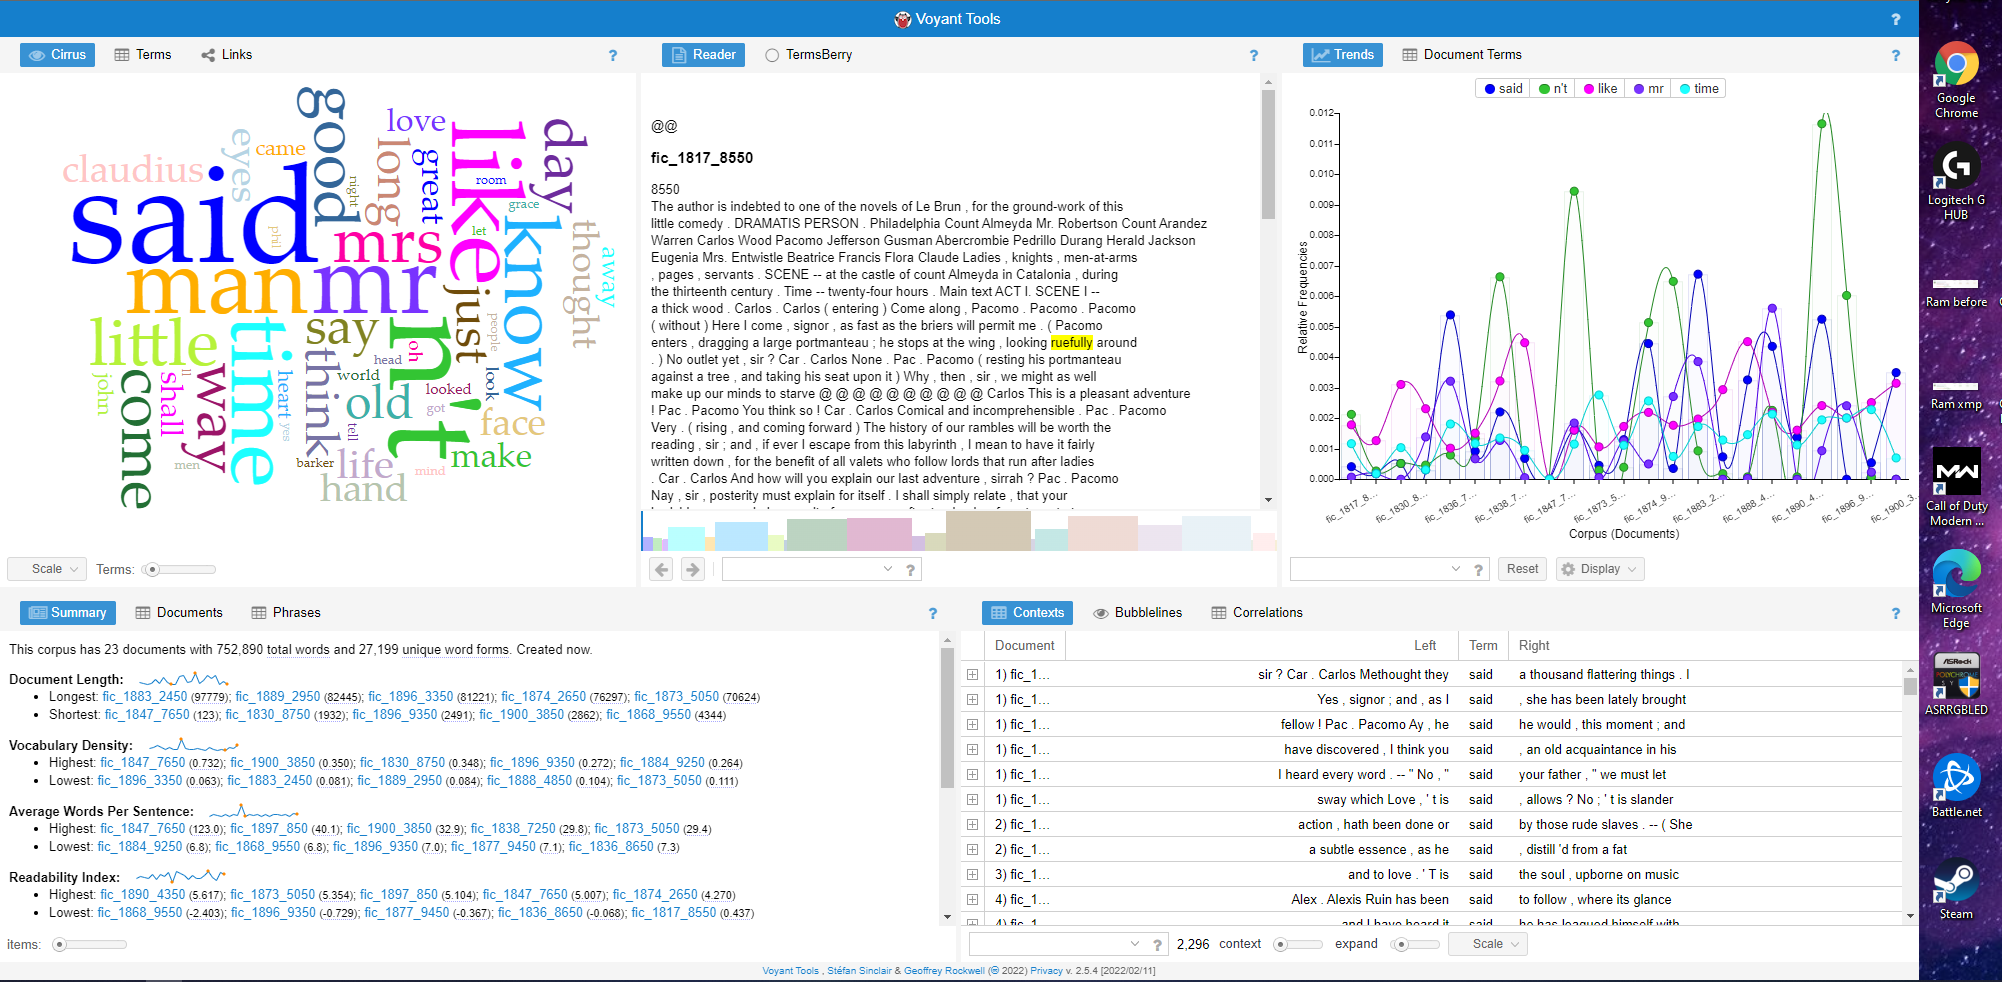 Voyant Tools
?
Cirrus
Terms
Links
?
Reader
TermsBerry
?
Trends
Document Terms
?
good
love
like
day
eyes
came
claudius
long
great
night
room
grace
said
phil
mrs
let
know
thought
away
man
mr
just
people
little
time
say
n't
oh
john
come
shall
ll
way
heart
yes
think
world
head
looked
look
old
got
tell
face
men
barker
life
mind
make
hand
Scale
Terms:
@@
fic_1817_8550
8550
The author is indebted to one of the novels of Le Brun , for the ground-work of this
little comedy . DRAMATIS PERSON . Philadelphia Count Almeyda Mr. Robertson Count Arandez
Warren Carlos Wood Pacomo Jefferson Gusman Abercrombie Pedrillo Durang Herald Jackson
Eugenia Mrs. Entwistle Beatrice Francis Flora Claude Ladies , knights , men-at-arms
, pages , servants . SCENE -- at the castle of count Almeyda in Catalonia , during
the thirteenth century . Time -- twenty-four hours . Main text ACT I. SCENE I --
a thick wood . Carlos . Carlos ( entering ) Come along , Pacomo . Pacomo . Pacomo
( without ) Here I come , signor , as fast as the briers will permit me . ( Pacomo
enters , dragging a large portmanteau ; he stops at the wing , looking ruefully around
. ) No outlet yet , sir ? Car . Carlos None . Pac . Pacomo ( resting his portmanteau
against a tree , and taking his seat upon it ) Why , then , sir , we might as well
make up our minds to starve @ @ @ @ @ @ @ @ @ @ Carlos This is a pleasant adventure
! Pac . Pacomo You think so ! Car . Carlos Comical and incomprehensible . Pac . Pacomo
Very . ( rising , and coming forward ) The history of our rambles will be worth the
reading , sir ; and , if ever I escape from this labyrinth , I mean to have it fairly
written down , for the benefit of all valets who follow lords that run after ladies
. Car . Carlos And how will you explain our last adventure , sirrah ? Pac . Pacomo
Nay , sir , posterity must explain for itself . I shall simply relate , that your
?
said n't like mr time
Relative Frequencies
0.012
0.011
0.010
0.009
0.008
0.007
0.006
0.005
0.004
0.003
0.002
0.001
0.000
fic_1817_8... fic_1830_8... fic_1836_7... fic_1838_7... fic_1847_7... fic_1873_5... fic_1874_9... fic_1883_2... fic_1888_4... fic_1890_4... fic_1896_9... fic_1900_3...
Corpus (Documents)
? Reset Display
Summary
Documents
Phrases
?
This corpus has 23 documents with 752,890 total words and 27,199 unique word forms. Created now.
Document Length:
Longest: fic_1883_2450 (97779); fic_1889_2950 (82445); fic_1896_3350 (81221); fic_1874_2650 (76297); fic_1873_5050 (70624)
Shortest: fic_1847_7650 (123); fic_1830_8750 (1932); fic_1896_9350 (2491); fic_1900_3850 (2862); fic_1868_9550 (4344)
Vocabulary Density:
Highest: fic_1847_7650 (0.732); fic_1900_3850 (0.350); fic_1830_8750 (0.348); fic_1896_9350 (0.272); fic_1884_9250 (0.264)
Lowest: fic_1896_3350 (0.063); fic_1883_2450 (0.081); fic_1889_2950 (0.084); fic_1888_4850 (0.104); fic_1873_5050 (0.111)
Average Words Per Sentence:
Highest: fic_1847_7650 (123.0); fic_1897_850 (40.1); fic_1900_3850 (32.9); fic_1838_7250 (29.8); fic_1873_5050 (29.4)
Lowest: fic_1884_9250 (6.8); fic_1868_9550 (6.8); fic_1896_9350 (7.0); fic_1877_9450 (7.1); fic_1836_8650 (7.3)
Readability Index:
Highest: fic_1890_4350 (5.617); fic_1873_5050 (5.354); fic_1897_850 (5.104); fic_1847_7650 (5.007); fic_1874_2650 (4.270)
Lowest: fic_1868_9550 (-2.403); fic_1896_9350 (-0.729); fic_1877_9450 (-0.367); fic_1836_8650 (-0.068); fic_1817_8550 (0.437)
items:
Contexts
Bubblelines
Correlations
?
Document Left Term Right
1) fic_1... sir ? Car . Carlos Methought they said a thousand flattering things . I
1) fic_1... Yes , signor ; and , as I said , she has been lately brought
1) fic_1... fellow ! Pac . Pacomo Ay , he said he would , this moment ; and
1) fic_1... have discovered , I think you said , an old acquaintance in his
1) fic_1... I heard every word . -- " No , " said your father , " we must let
1) fic_1... sway which Love , ' t is said , allows ? No ; ' t is slander
2) fic_1... action , hath been done or said by those rude slaves . -- ( She
2) fic_1... a subtle essence , as he said , distill 'd from a fat
3) fic_1... and to love . ' T is said the soul , upborne on music
4) fic_1... Alex . Alexis Ruin has been said to follow , where its glance
4) fic_1... and I have heard it said he has leagued himself with
? 2,296 context expand Scale
Voyant Tools , Stéfan Sinclair & Geoffrey Rockwell (© 2022) Privacy v. 2.5.4 [2022/02/11]
Google
Chrome
Logitech G
HUB
Ram before
Ram xmp
Call of Duty
Modern ...
Microsoft
Edge
ASRock
POLYCHROME
ASRRGBLED
Battle.net
Steam